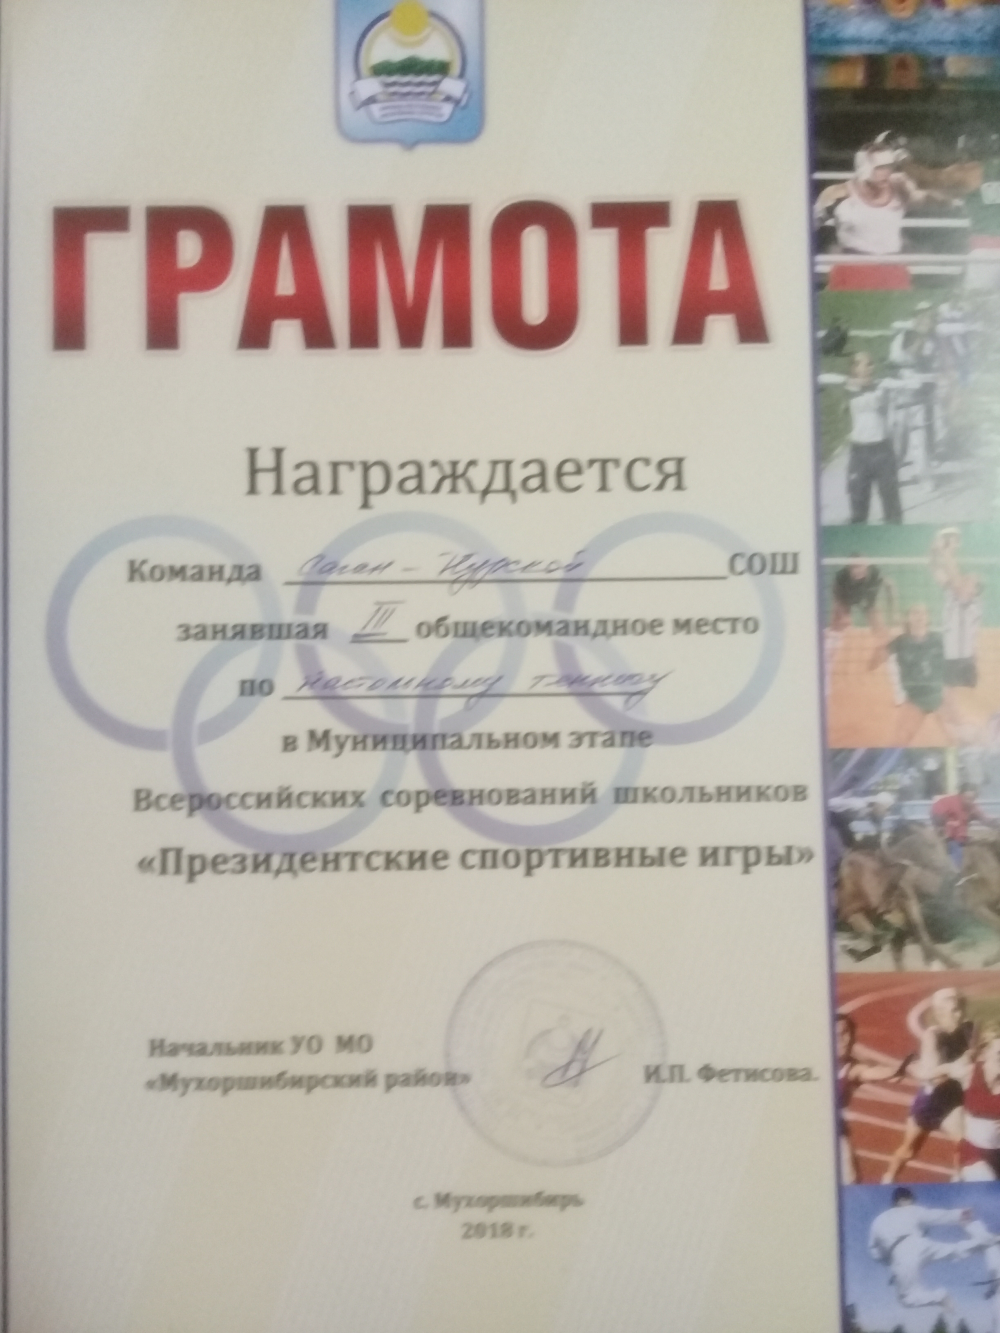 ГРАМОТА
Награждается
Команда Саган-Нурской СОШ
занявшая III общекомандное место
по настольному теннису
в Муниципальном этапе
Всероссийских соревнований школьников
«Президентские спортивные игры»
Начальник УО МО
«Мухоршибирский район»
И.П. Фетисова.
с. Мухоршибирь
2018 г.